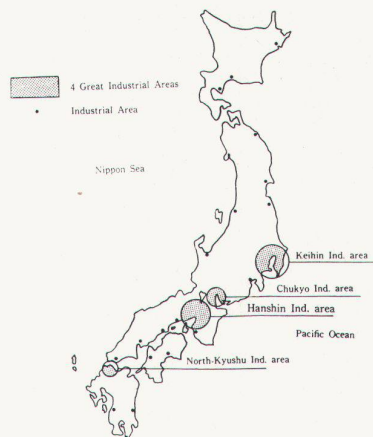 4 Great Industrial Areas
Industrial Area
Nippon Sea
Keihin Ind. area
Chukyo Ind. area
Hanshin Ind. area
Pacific Ocean
North-Kyushu Ind. area